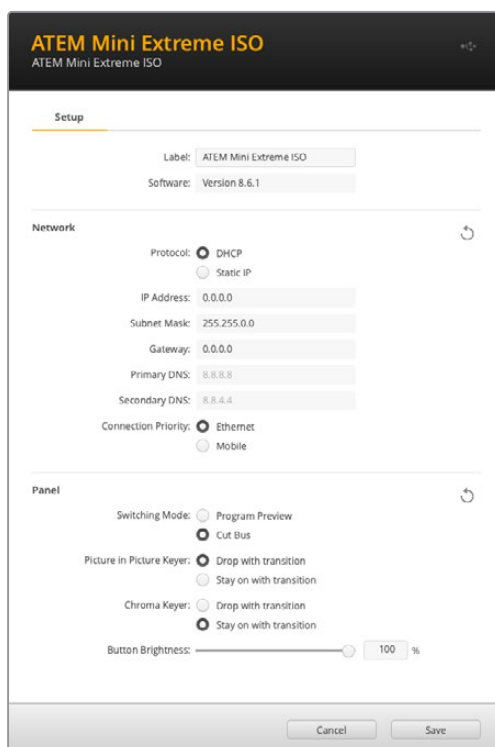 ATEM Mini Extreme ISO
ATEM Mini Extreme ISO
Setup
Label: ATEM Mini Extreme ISO
Software: Version 8.6.1
Network
Protocol: DHCP
Static IP
IP Address: 0.0.0.0
Subnet Mask: 255.255.0.0
Gateway: 0.0.0.0
Primary DNS: 8.8.8.8
Secondary DNS: 8.8.4.4
Connection Priority: Ethernet
Mobile
Panel
Switching Mode: Program Preview
Cut Bus
Picture in Picture Keyer: Drop with transition
Stay on with transition
Chroma Keyer: Drop with transition
Stay on with transition
Button Brightness: 100 %
Cancel Save